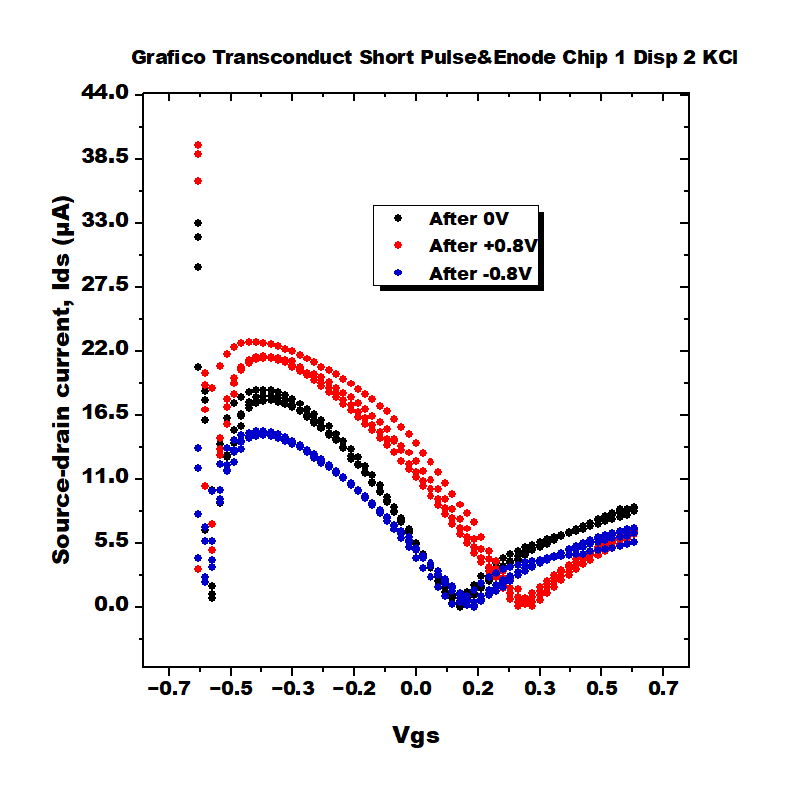 Grafico Transconduct Short Pulse&Enode Chip 1 Disp 2 KCl
44.0
38.5
33.0
27.5
22.0
16.5
11.0
5.5
0.0
Source-drain current, Ids (µA)
After 0V
After +0.8V
After -0.8V
−0.7 −0.5 −0.3 −0.2 0.0 0.2 0.3 0.5 0.7
Vgs